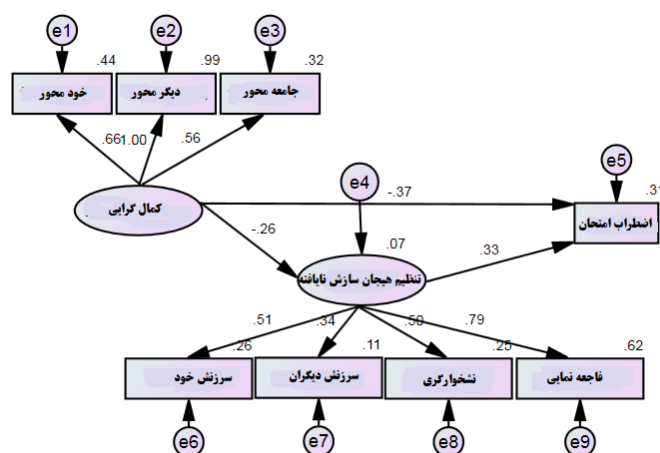 e1
e2
e3
.44
.99
.32
خود محور
دیگر محور
جامعه محور
.66
1.00
.56
e4
e5
-.37
.31
کمال گرایی
اضطراب امتحان
-.26
.07
.33
تنظیم هیجان سازش نایافته
.51
.34
.50
.79
.26
.11
.25
.62
سرزنش خود
سرزنش دیگران
نشخوارگری
فاجعه نمایی
e6
e7
e8
e9